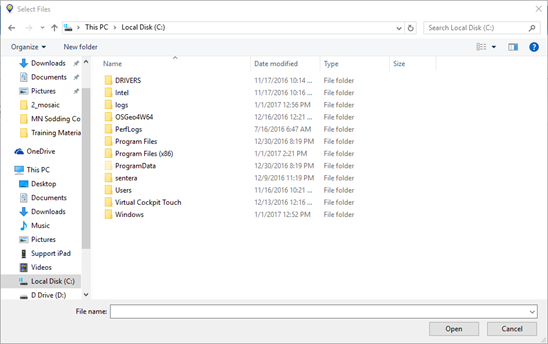 Select Files
This PC > Local Disk (C:)
Search Local Disk (C:)
Organize
New folder
Name
Date modified
Type
Size
Downloads
Documents
Pictures
2_mosaic
MN Sodding Co
Training Materia
OneDrive
This PC
Desktop
Documents
Downloads
Music
Pictures
Support iPad
Videos
Local Disk (C:)
D Drive (D:)
DRIVERS 11/17/2016 10:14 ... File folder
Intel 11/17/2016 10:16 ... File folder
logs 1/1/2017 12:56 PM File folder
OSGeo4W64 12/16/2016 12:21 ... File folder
PerfLogs 7/16/2016 6:47 AM File folder
Program Files 12/30/2016 8:19 PM File folder
Program Files (x86) 1/1/2017 2:21 PM File folder
ProgramData 12/30/2016 8:19 PM File folder
sentera 12/9/2016 11:19 PM File folder
Users 11/16/2016 10:21 ... File folder
Virtual Cockpit Touch 12/13/2016 12:16 ... File folder
Windows 1/1/2017 12:52 PM File folder
File name:
Open
Cancel